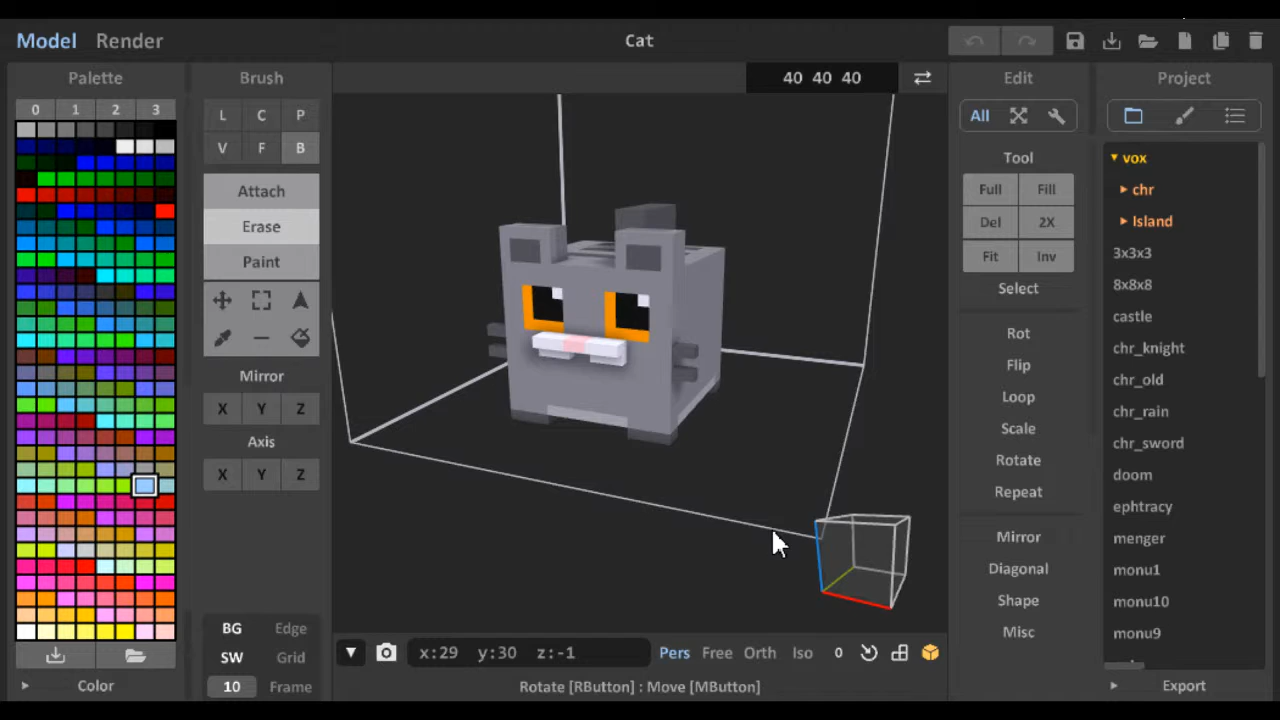 Model Render
Cat
Palette
0 1 2 3
Color
Brush
L C P
V F B
Attach
Erase
Paint
Mirror
X Y Z
Axis
X Y Z
BG Edge
SW Grid
10 Frame
40 40 40
x:29 y:30 z:-1
Pers Free Orth Iso 0
Rotate [RButton] : Move [MButton]
Edit
All
Tool
Full Fill
Del 2X
Fit Inv
Select
Rot
Flip
Loop
Scale
Rotate
Repeat
Mirror
Diagonal
Shape
Misc
Project
vox
chr
Island
3x3x3
8x8x8
castle
chr_knight
chr_old
chr_rain
chr_sword
doom
ephtracy
menger
monu1
monu10
monu9
Export